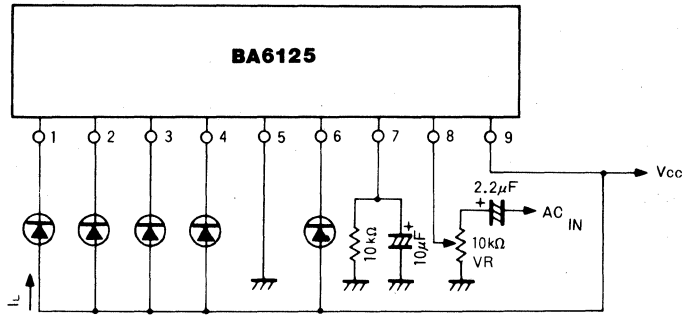 BA6125
1 2 3 4 5 6 7 8 9
Vcc
2.2μF
+
AC IN
+
10kΩ
10μF
10kΩ
VR
IL